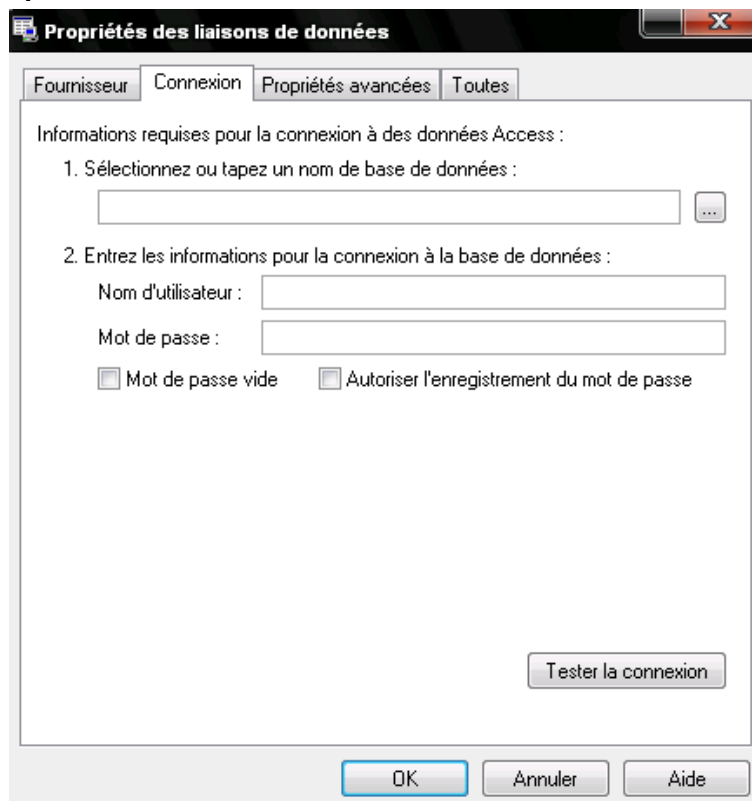 Propriétés des liaisons de données
Fournisseur Connexion Propriétés avancées Toutes
Informations requises pour la connexion à des données Access :
1. Sélectionnez ou tapez un nom de base de données :
...
2. Entrez les informations pour la connexion à la base de données :
Nom d'utilisateur :
Mot de passe :
Mot de passe vide Autoriser l'enregistrement du mot de passe
Tester la connexion
OK Annuler Aide